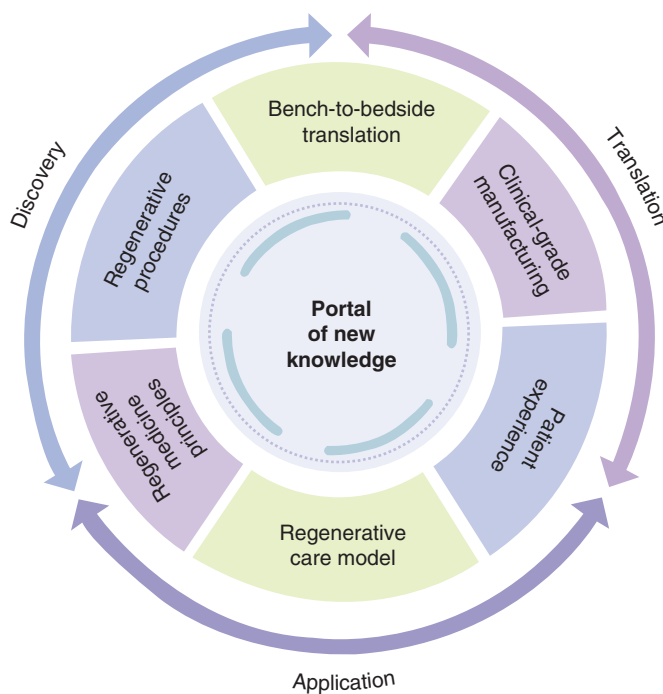 Discovery
Translation
Application
Bench-to-bedside
translation
Clinical-grade
manufacturing
Patient
experience
Regenerative
care model
Regenerative
medicine
principles
Regenerative
procedures
Portal
of new
knowledge